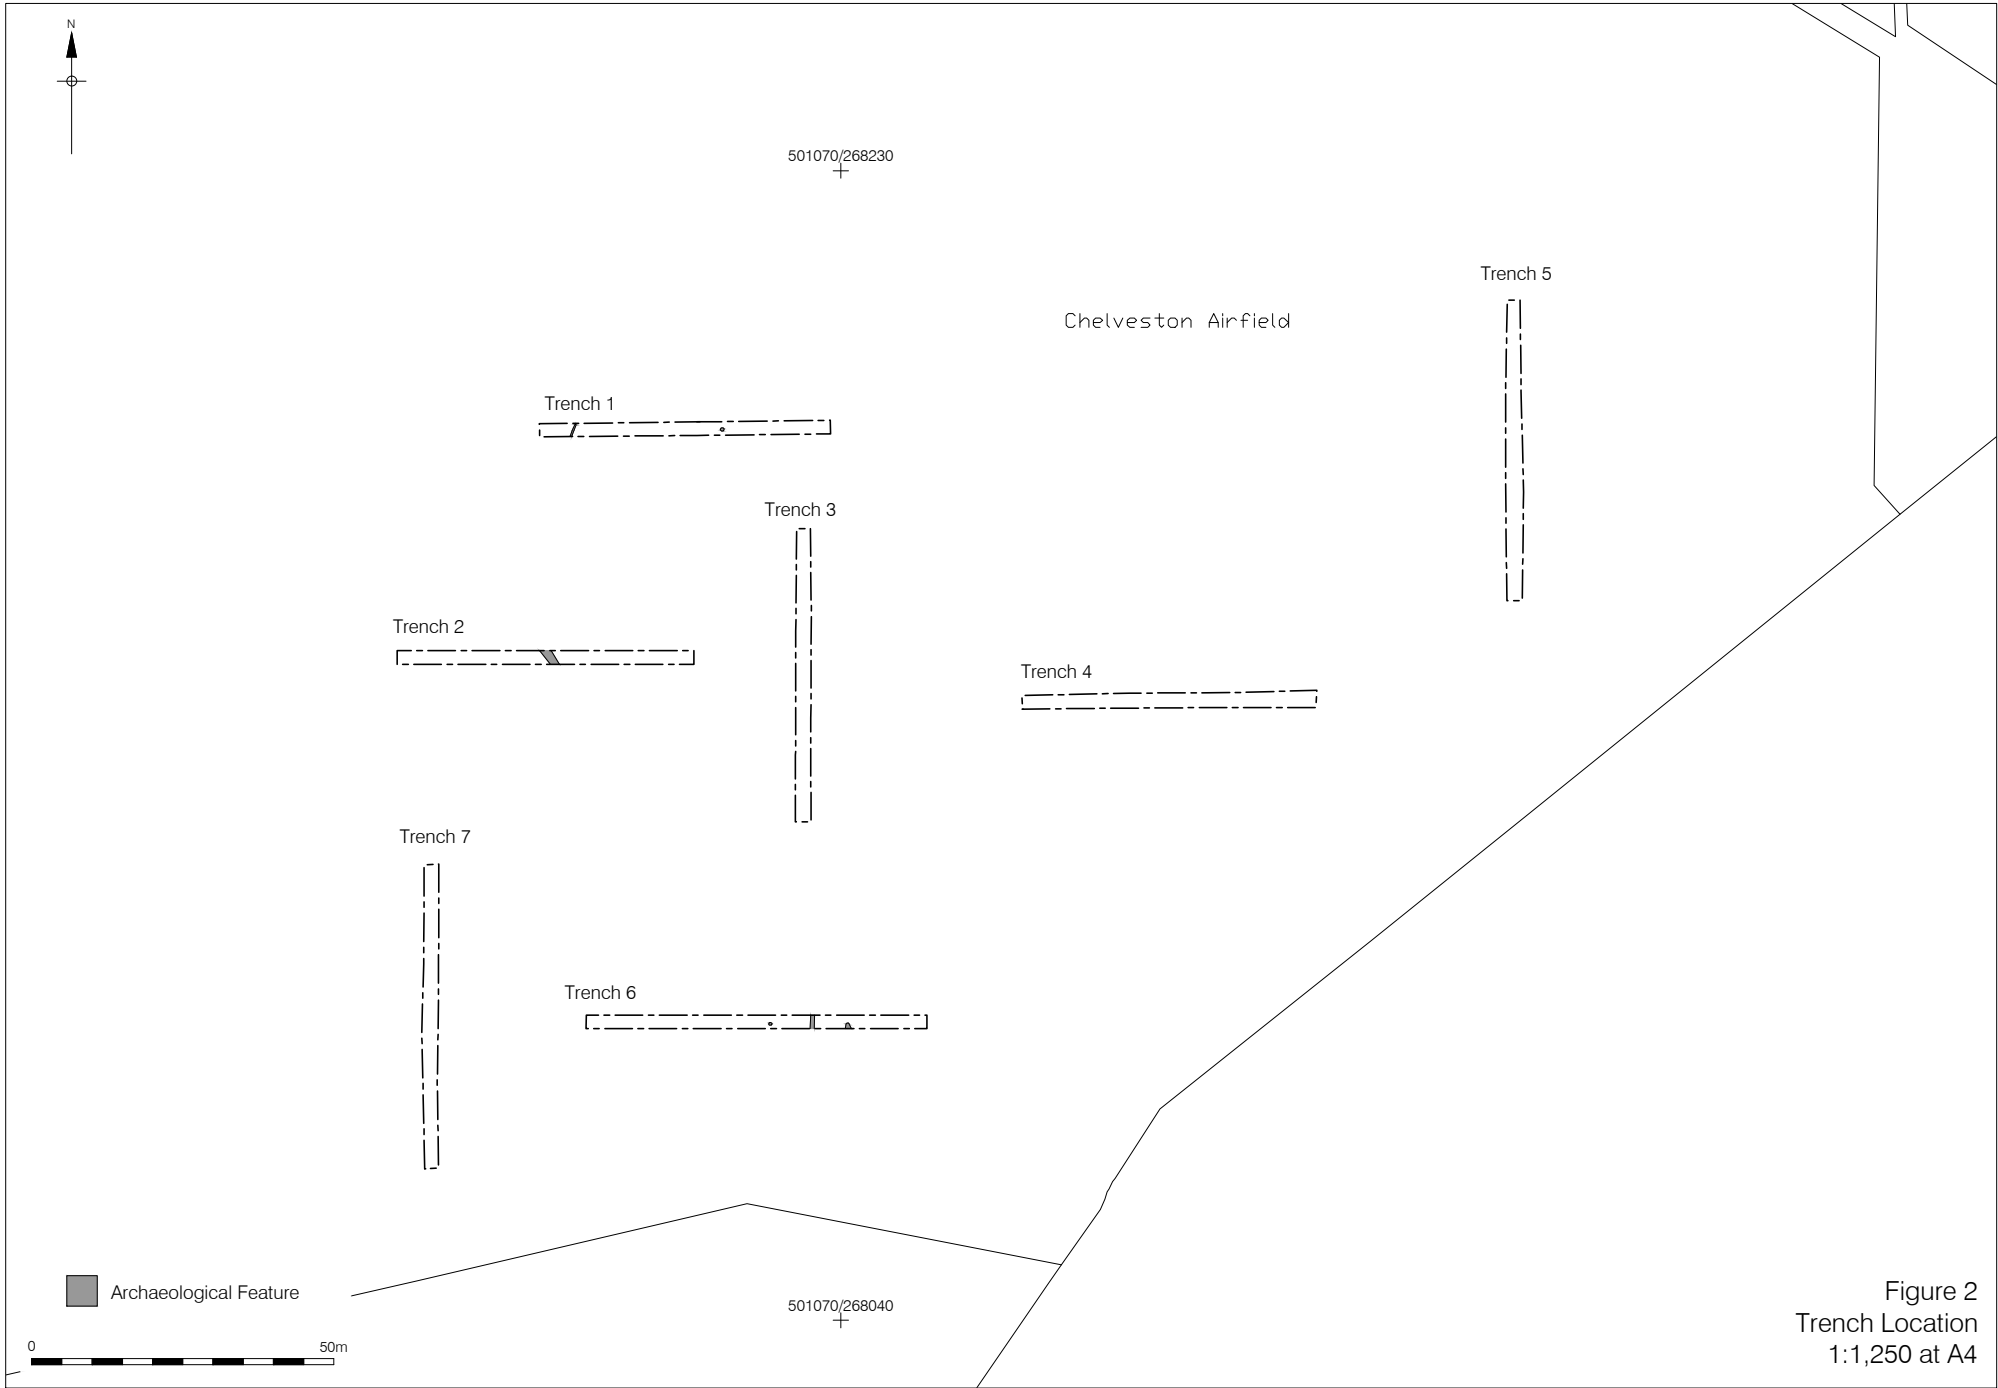 N
501070/268230
Trench 5
Chelveston Airfield
Trench 1
Trench 3
Trench 2
Trench 4
Trench 7
Trench 6
Archaeological Feature
501070/268040
0 50m
Figure 2
Trench Location
1:1,250 at A4